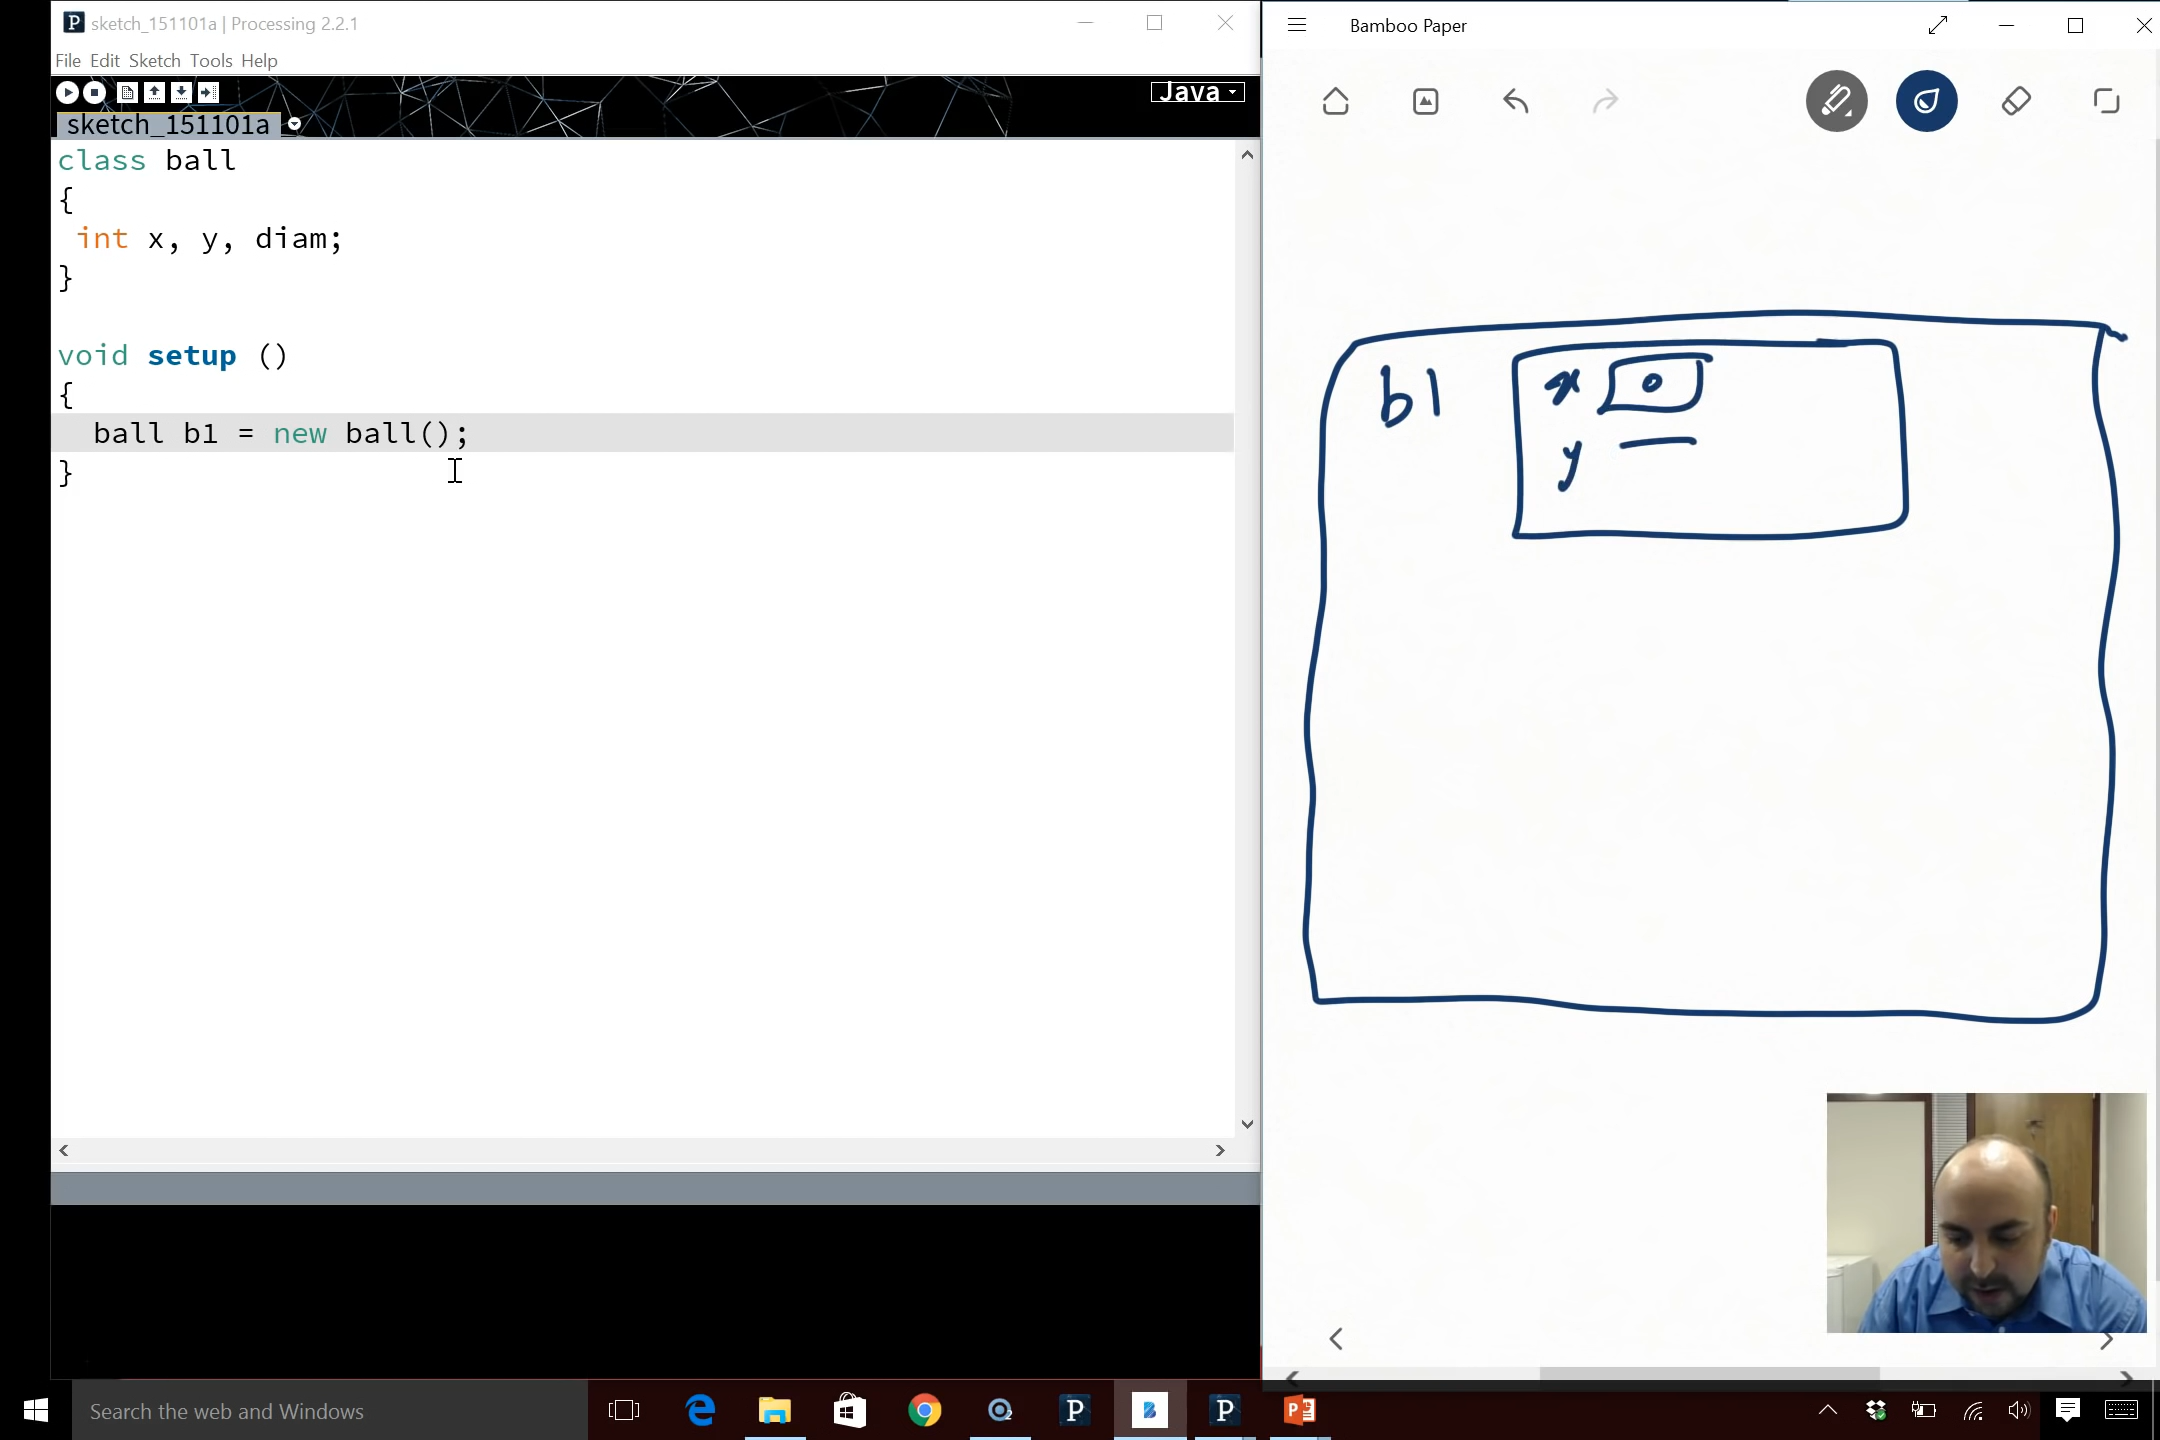 sketch_151101a | Processing 2.2.1
File Edit Sketch Tools Help
Java
sketch_151101a
class ball
{
int x, y, diam;
}
void setup ()
{
ball b1 = new ball();
}
Bamboo Paper
b1
x 0
y
Search the web and Windows